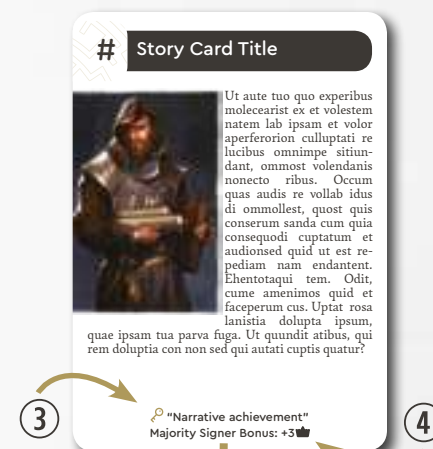 # Story Card Title
Ut aute tuo quo experibus
molecearist ex et volestem
natem lab ipsam et volor
aperferorion culluptati re
lucibus omnimpe sitiun-
dant, ommost volendanis
nonecto ribus. Occum
quas audis re vollab idus
di ommollest, quost quis
conserum sanda cum quia
consequodi cuptatum et
audionsed quid ut est re-
pediam nam endantent.
Ehentotaqui tem. Odit,
cume amenimos quid et
faceperum cus. Uptat rosa
lanistia dolupta ipsum,
quae ipsam tua parva fuga. Ut quundit atibus, qui
rem doluptia con non sed qui autati cuptis quatur?
3
"Narrative achievement"
4
Majority Signer Bonus: +3